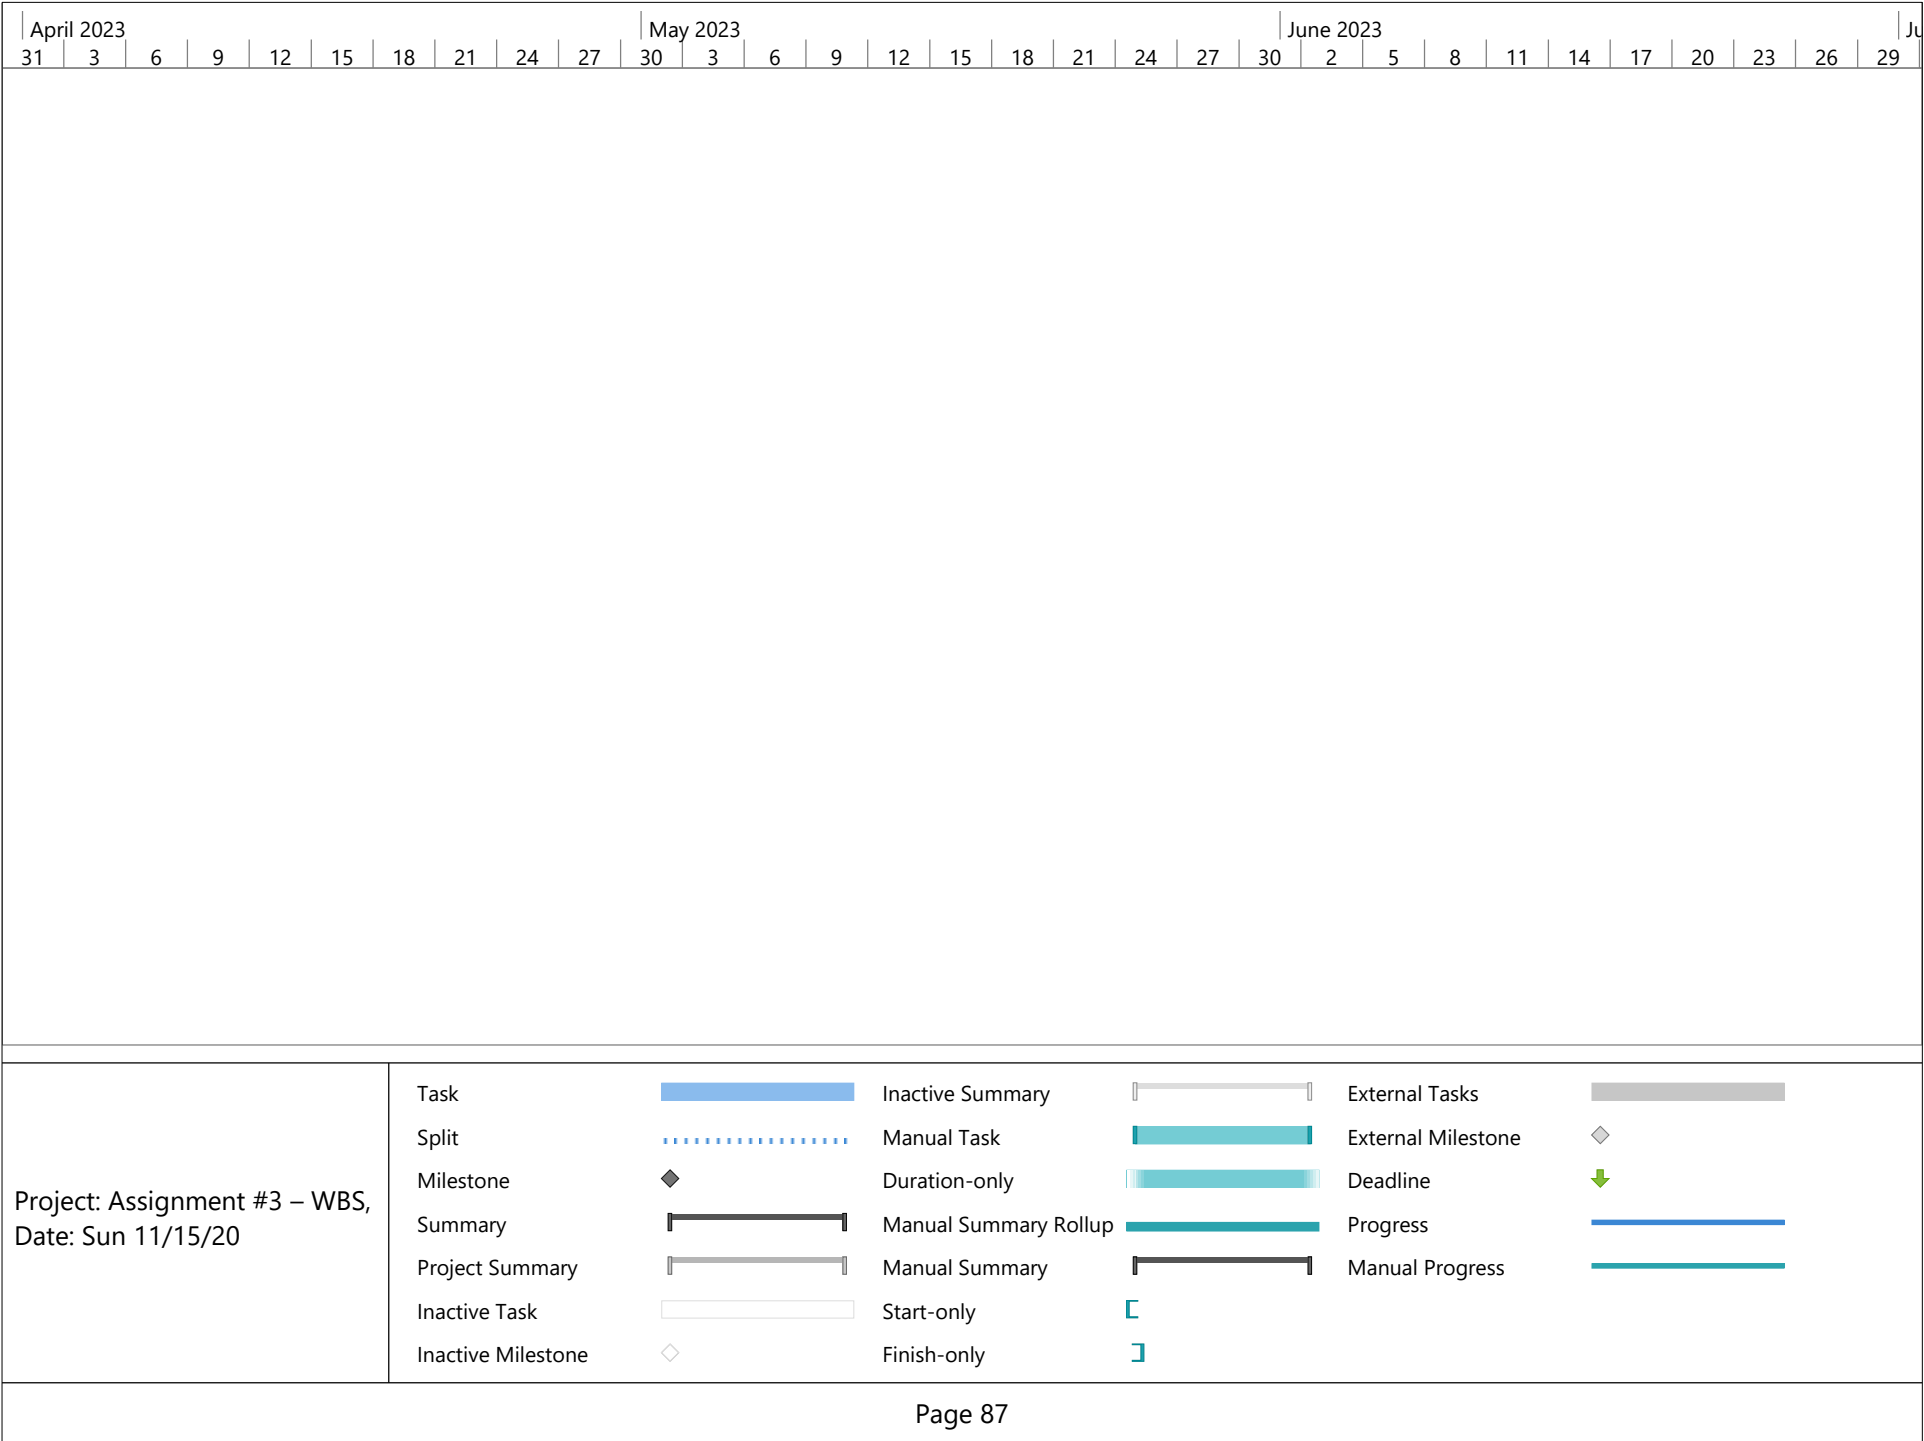 April 2023 May 2023 June 2023 Ju
31 3 6 9 12 15 18 21 24 27 30 3 6 9 12 15 18 21 24 27 30 2 5 8 11 14 17 20 23 26 29
Project: Assignment #3 – WBS,
Date: Sun 11/15/20
Task
Split
Milestone
Summary
Project Summary
Inactive Task
Inactive Milestone
Inactive Summary
Manual Task
Duration-only
Manual Summary Rollup
Manual Summary
Start-only
Finish-only
External Tasks
External Milestone
Deadline
Progress
Manual Progress
Page 87